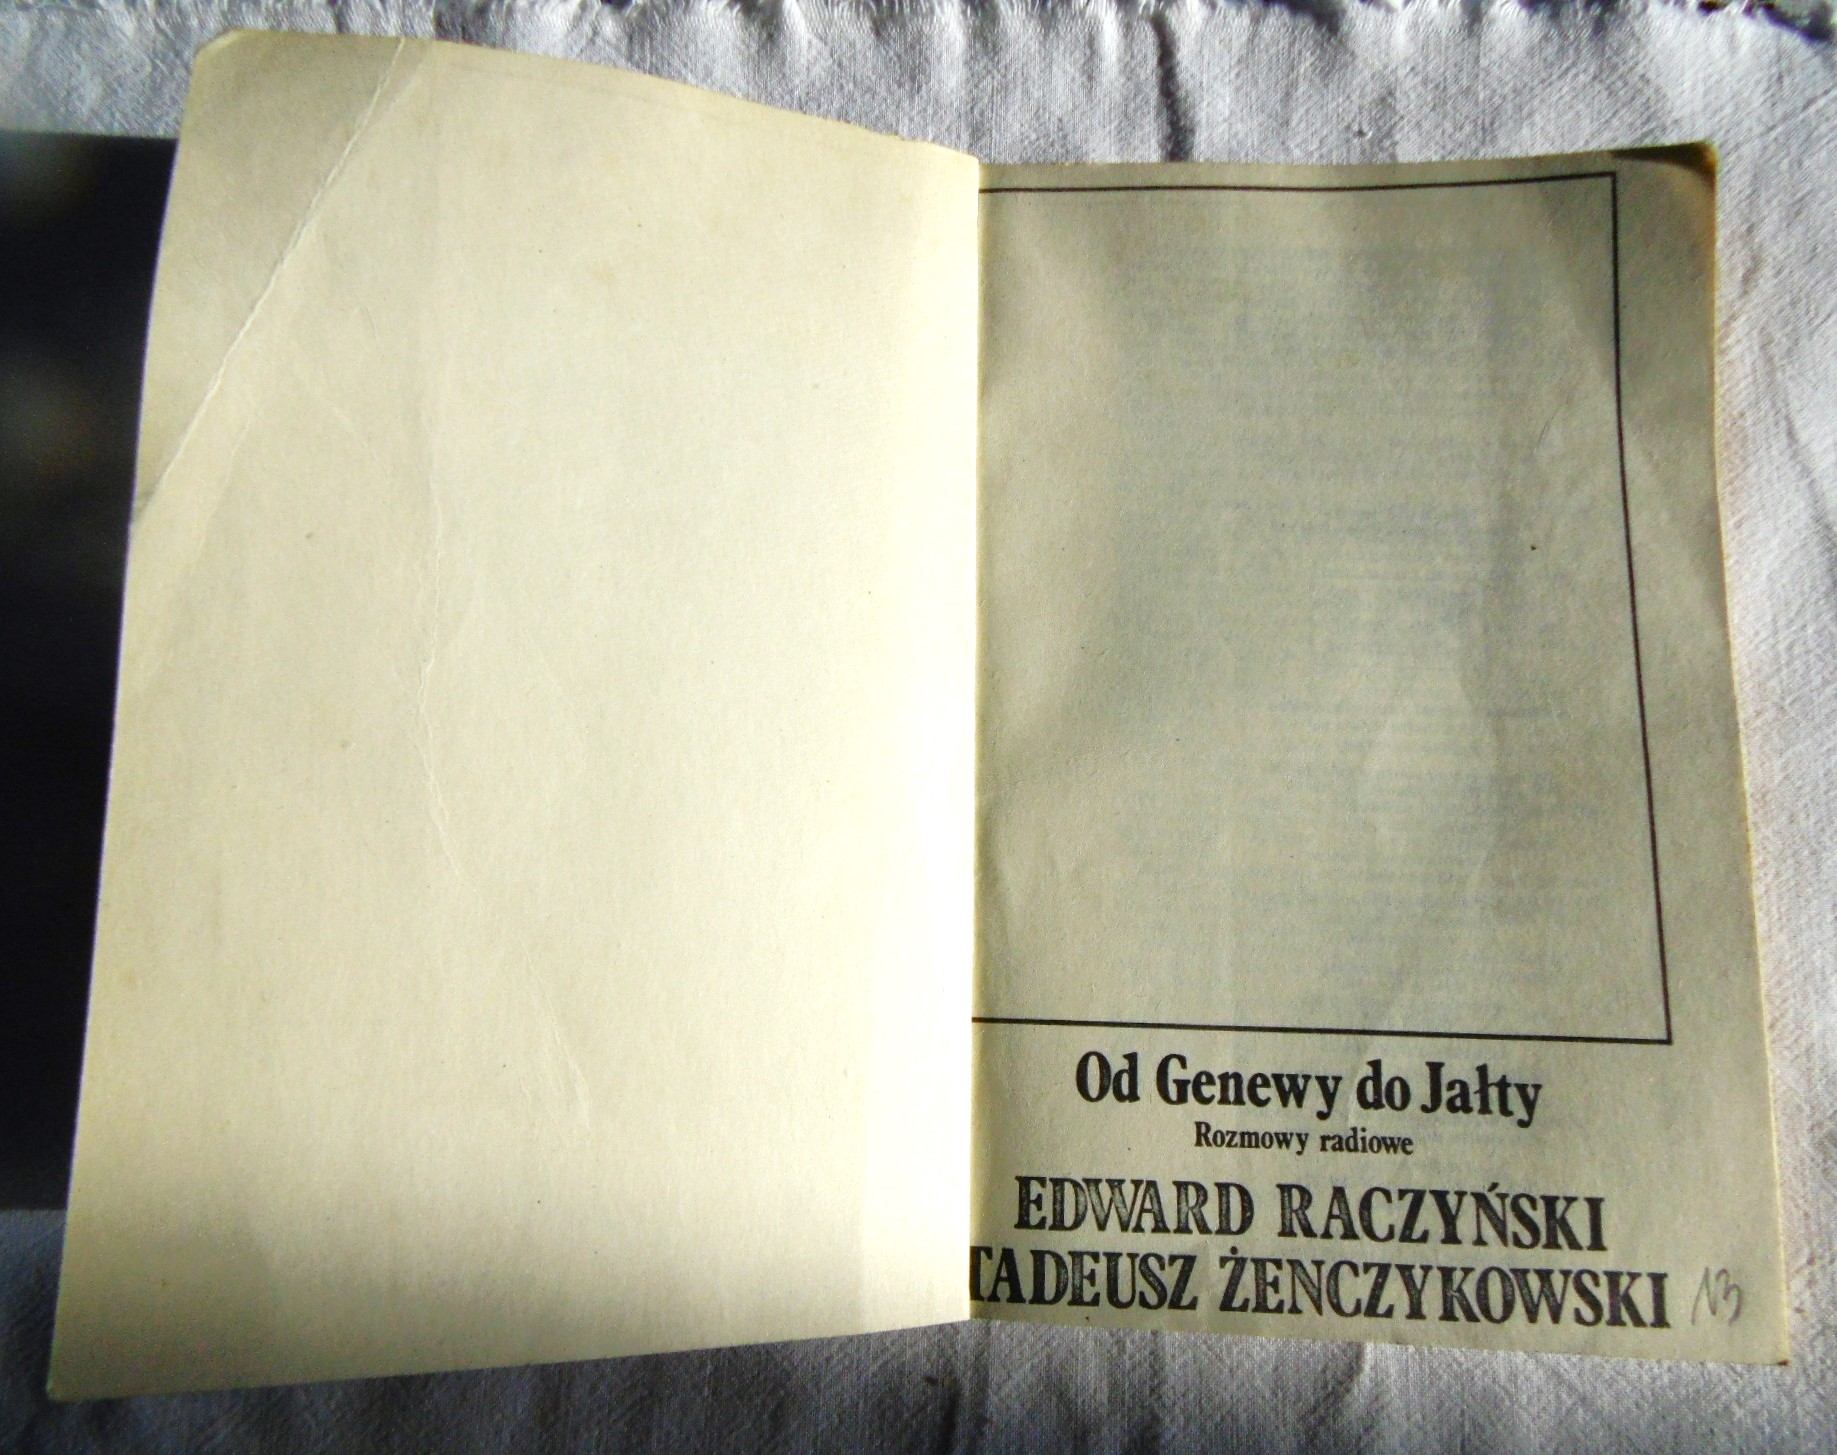 Od Genewy do Jałty
Rozmowy radiowe
EDWARD RACZYŃSKI
TADEUSZ ŻENCZYKOWSKI
13